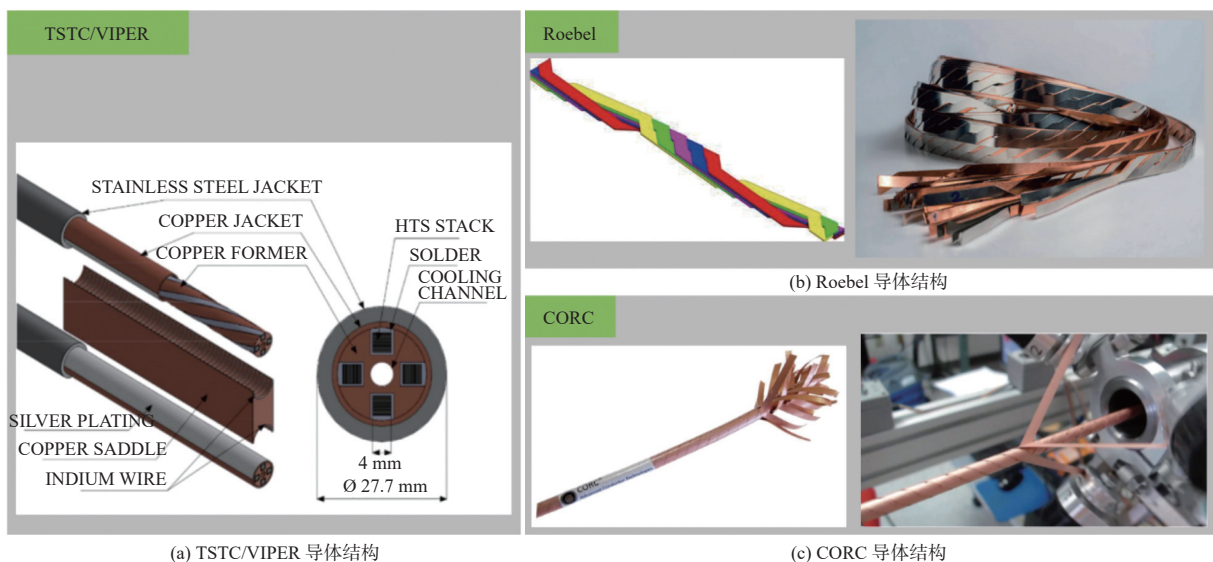 TSTC/VIPER
STAINLESS STEEL JACKET
COPPER JACKET
COPPER FORMER
HTS STACK
SOLDER
COOLING
CHANNEL
SILVER PLATING
COPPER SADDLE
INDIUM WIRE
4 mm
Ø 27.7 mm
(a) TSTC/VIPER 导体结构
Roebel
(b) Roebel 导体结构
CORC
CORC
(c) CORC 导体结构